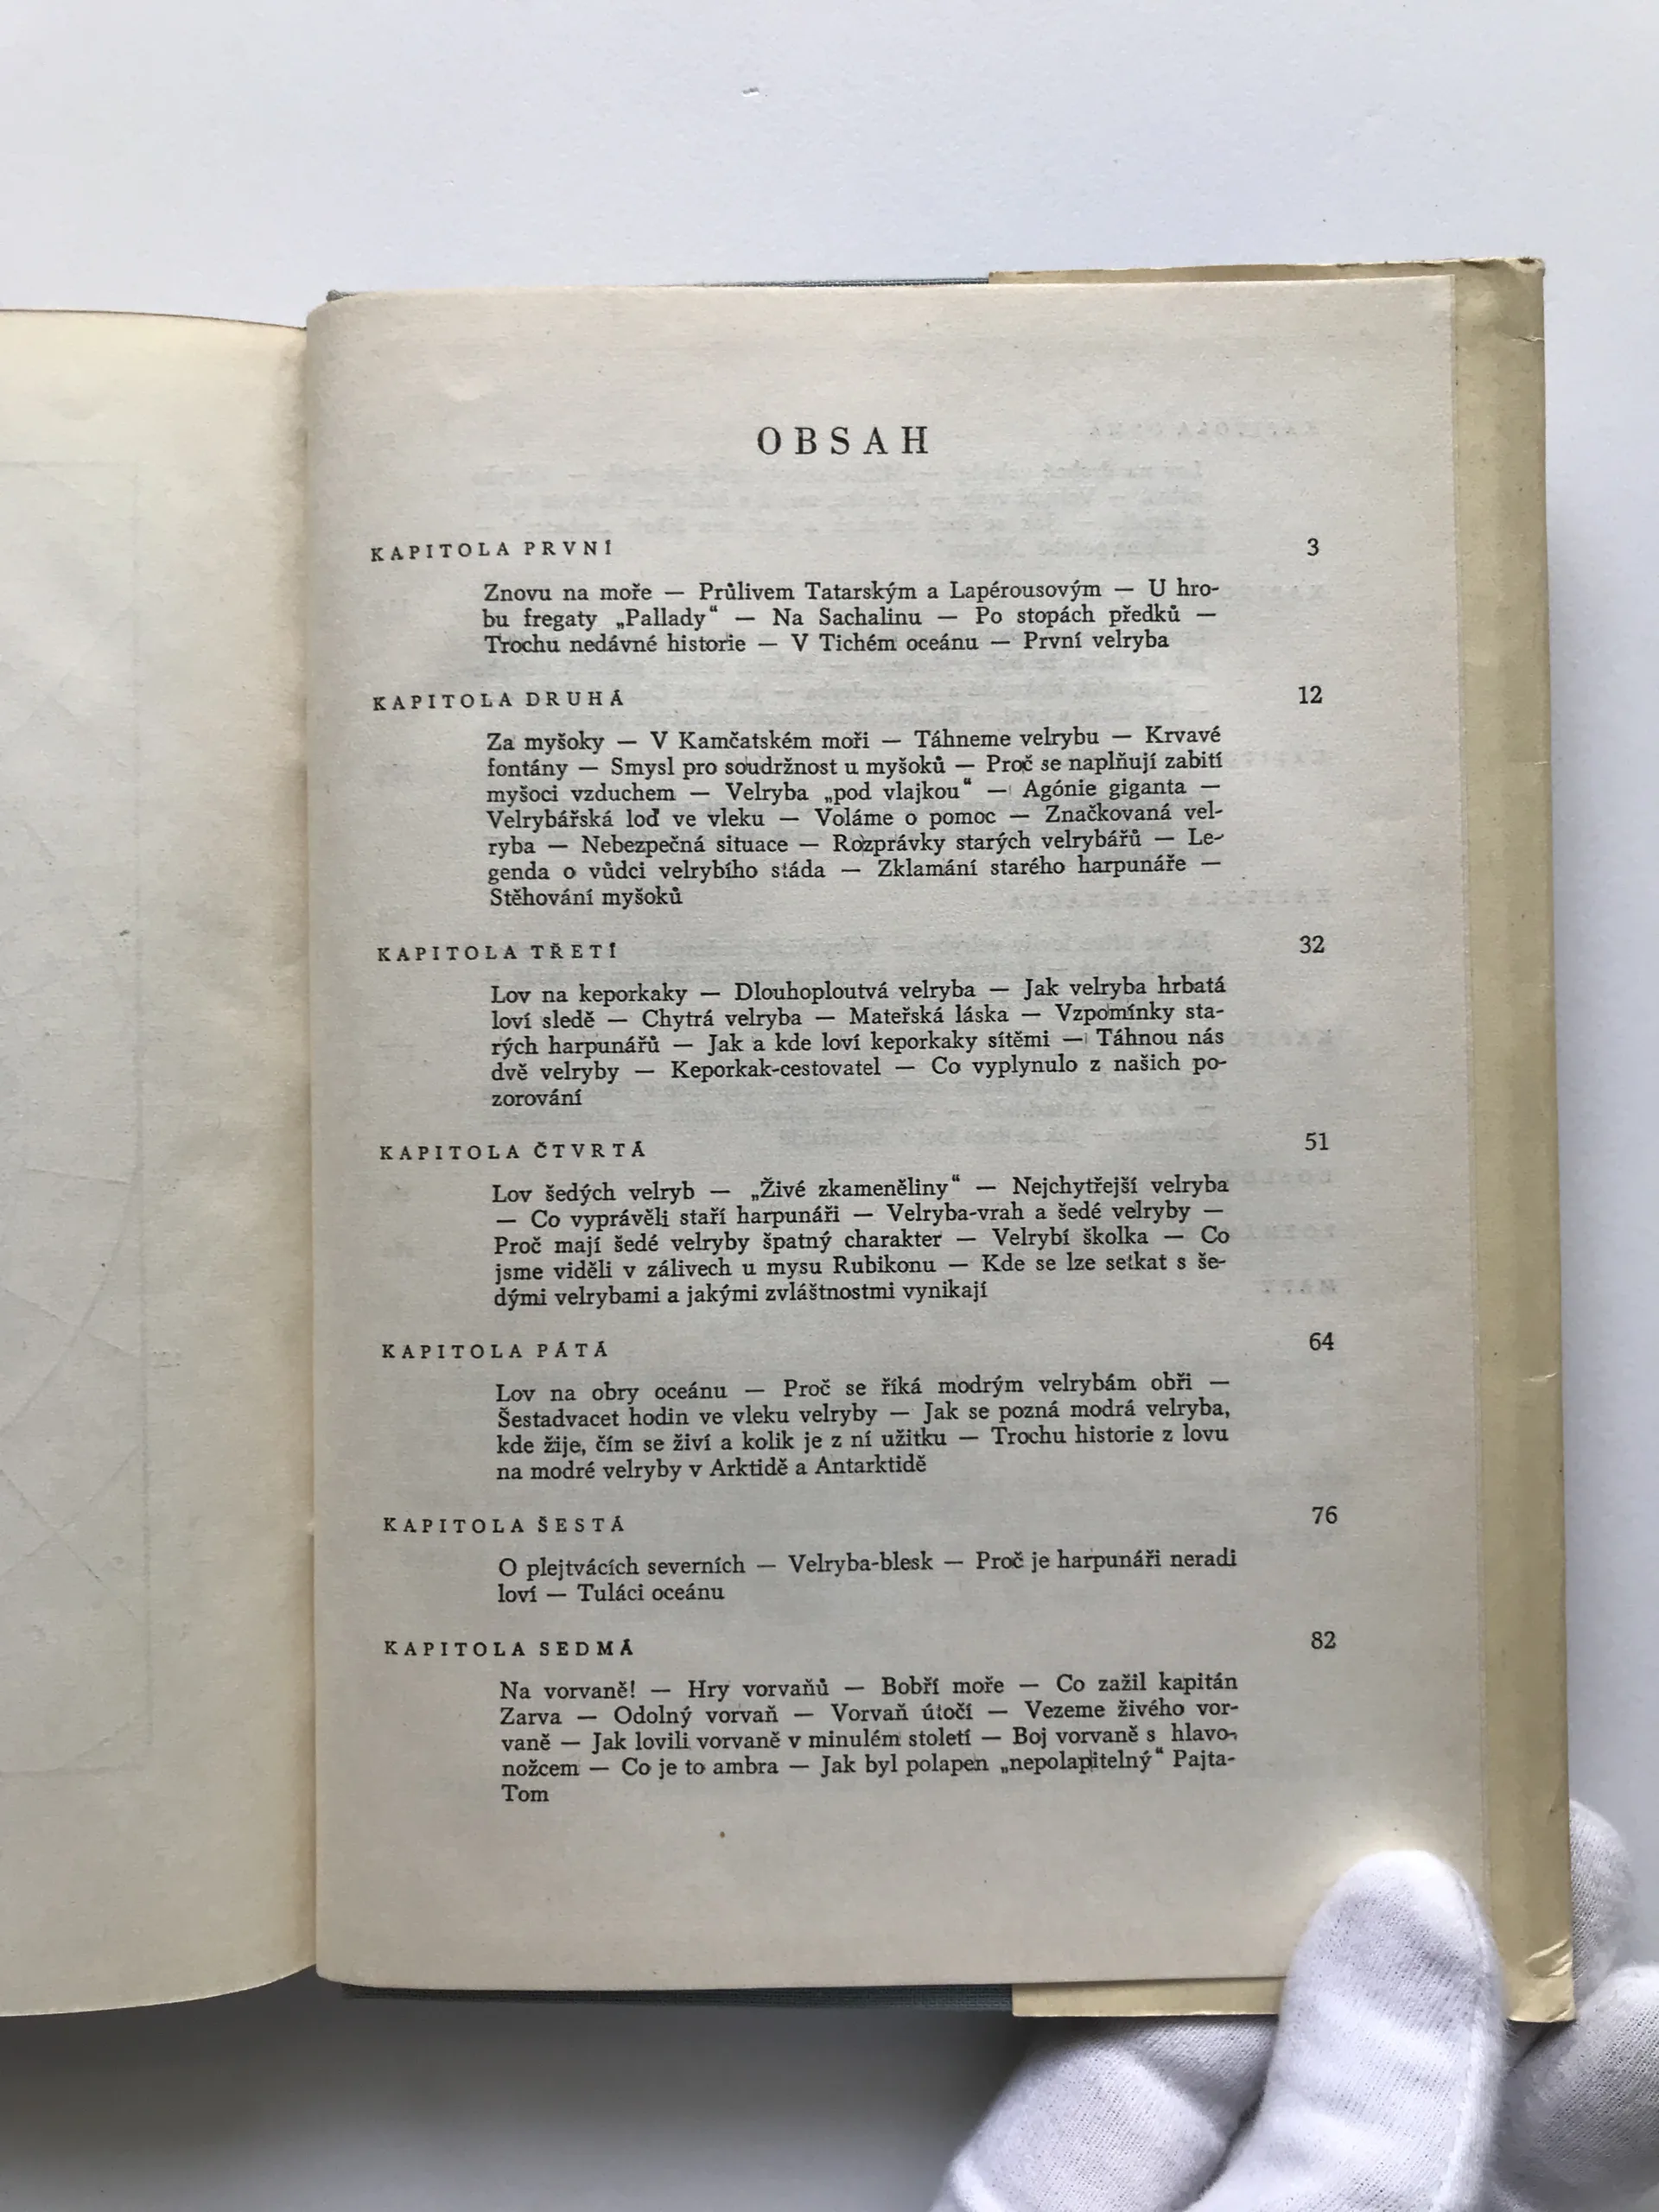 OBSAH
KAPITOLA PRVNÍ 3
Znovu na moře — Průlivem Tatarským a Lapérousovým — U hro-
bu fregaty „Pallady“ — Na Sachalinu — Po stopách předků —
Trochu nedávné historie — V Tichém oceánu — První velryba
KAPITOLA DRUHÁ 12
Za myšoky — V Kamčatském moři — Táhneme velrybu — Krvavé
fontány — Smysl pro soudržnost u myšoků — Proč se naplňují zabití
myšoci vzduchem — Velryba „pod vlajkou“ — Agónie giganta —
Velrybářská loď ve vleku — Voláme o pomoc — Značkovaná vel-
ryba — Nebezpečná situace — Rozprávky starých velrybářů — Le-
genda o vůdci velrybího stáda — Zklamání starého harpunáře —
Stěhování myšoků
KAPITOLA TŘETÍ 32
Lov na keporkaky — Dlouhoploutvá velryba — Jak velryba hrbatá
loví sledě — Chytrá velryba — Mateřská láska — Vzpomínky sta-
rých harpunářů — Jak a kde loví keporkaky sítěmi — Táhnou nás
dvě velryby — Keporkak-cestovatel — Co vyplynulo z našich po-
zorování
KAPITOLA ČTVRTÁ 51
Lov šedých velryb — „Živé zkameněliny“ — Nejchytřejší velryba
— Co vyprávěli staří harpunáři — Velryba-vrah a šedé velryby —
Proč mají šedé velryby špatný charakter — Velrybí školka — Co
jsme viděli v zálivech u mysu Rubikonu — Kde se lze setkat s še-
dými velrybami a jakými zvláštnostmi vynikají
KAPITOLA PÁTÁ 64
Lov na obry oceánu — Proč se říká modrým velrybám obři —
Šestadvacet hodin ve vleku velryby — Jak se pozná modrá velryba,
kde žije, čím se živí a kolik je z ní užitku — Trochu historie z lovu
na modré velryby v Arktidě a Antarktidě
KAPITOLA ŠESTÁ 76
O plejtvácích severních — Velryba-blesk — Proč je harpunáři neradi
loví — Tuláci oceánu
KAPITOLA SEDMÁ 82
Na vorvaně! — Hry vorvaňů — Bobří moře — Co zažil kapitán
Zarva — Odolný vorvaň — Vorvaň útočí — Vezeme živého vor-
vaně — Jak lovili vorvaně v minulém století — Boj vorvaně s hlavo-
nožcem — Co je to ambra — Jak byl polapen „nepolapitelný“ Pajta-
Tom